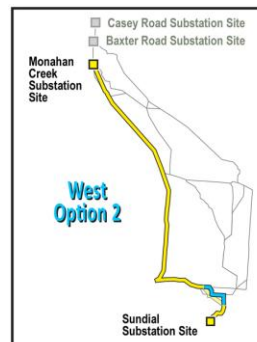 Casey Road Substation Site
Baxter Road Substation Site
Monahan
Creek
Substation
Site
West
Option 2
Sundial
Substation Site